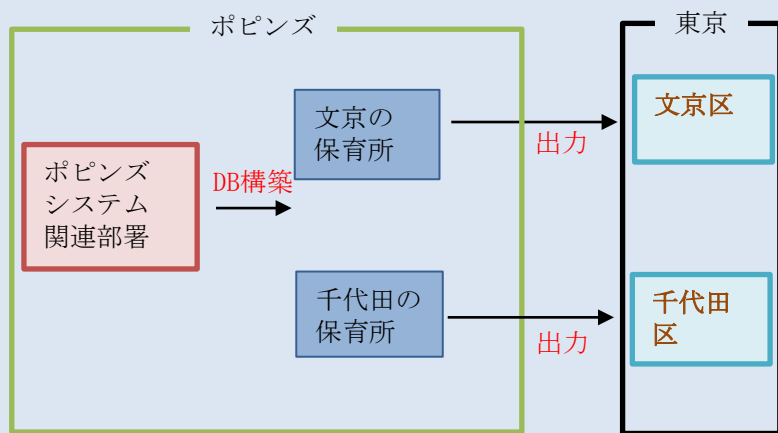 ポピンズ
東京
文京の
保育所
出力
文京区
ポピンズ
システム
関連部署
DB構築
千代田の
保育所
出力
千代田
区